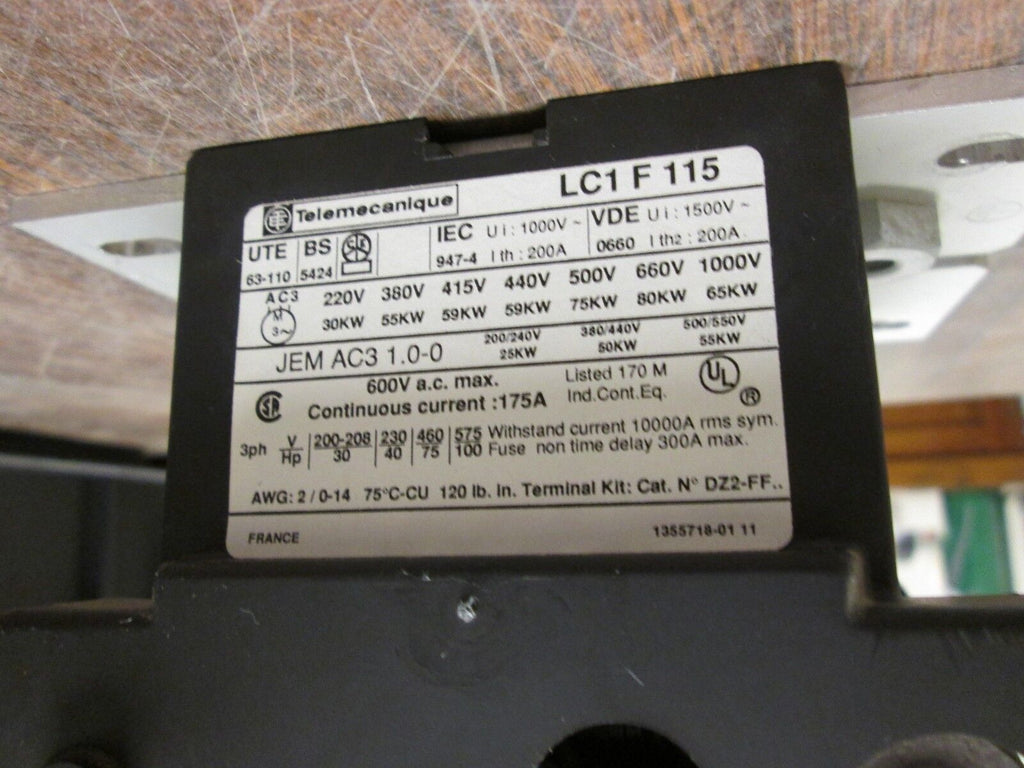 Telemecanique LC1 F 115
UTE 63-110
BS 5424
IEC 947-4
Ui : 1000V ~
Ith : 200A
VDE 0660
Ui : 1500V ~
Ith2 : 200A
AC3 220V 380V 415V 440V 500V 660V 1000V
M 3~ 30KW 55KW 59KW 59KW 75KW 80KW 65KW
JEM AC3 1.0-0 200/240V 25KW 380/440V 50KW 500/550V 55KW
600V a.c. max.
Continuous current :175A
Listed 170 M
Ind.Cont.Eq.
UL ®
3ph V/Hp 200-208/30 230/40 460/75 575/100
Withstand current 10000A rms sym.
Fuse non time delay 300A max.
AWG: 2 / 0-14 75°C-CU 120 lb. In. Terminal Kit: Cat. N° DZ2-FF..
FRANCE 1355718-01 11